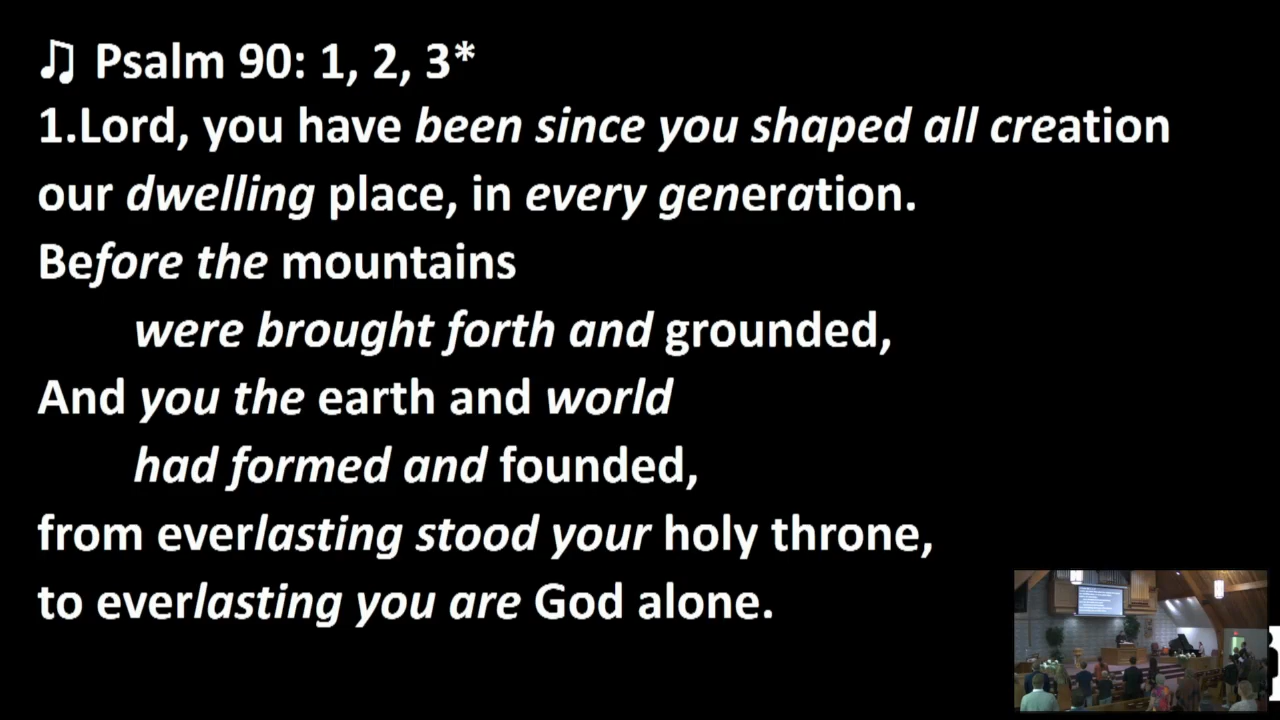 ♫ Psalm 90: 1, 2, 3*
1.Lord, you have been since you shaped all creation
our dwelling place, in every generation.
Before the mountains
were brought forth and grounded,
And you the earth and world
had formed and founded,
from everlasting stood your holy throne,
to everlasting you are God alone.